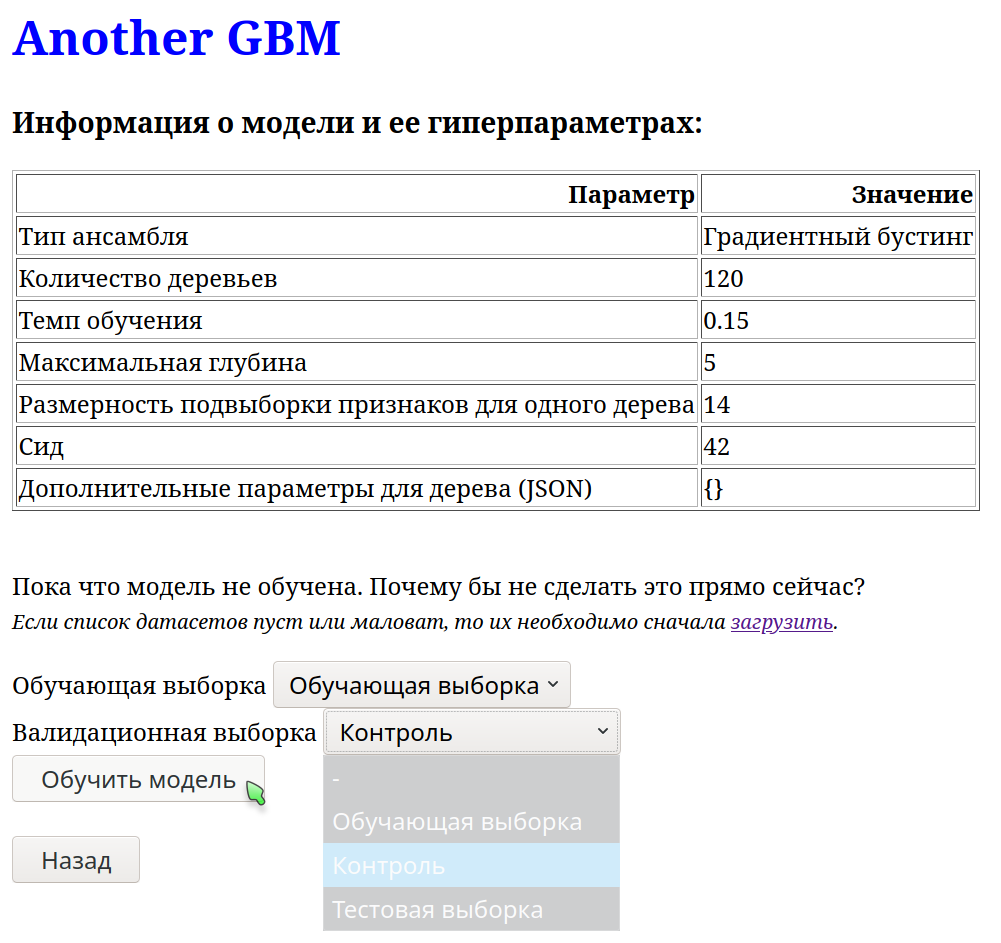 Another GBM
Информация о модели и ее гиперпараметрах:
Параметр Значение
Тип ансамбля Градиентный бустинг
Количество деревьев 120
Темп обучения 0.15
Максимальная глубина 5
Размерность подвыборки признаков для одного дерева 14
Сид 42
Дополнительные параметры для дерева (JSON) {}
Пока что модель не обучена. Почему бы не сделать это прямо сейчас?
Если список датасетов пуст или маловат, то их необходимо сначала загрузить.
Обучающая выборка Обучающая выборка
Валидационная выборка Контроль
Обучить модель
-
Обучающая выборка
Контроль
Тестовая выборка
Назад